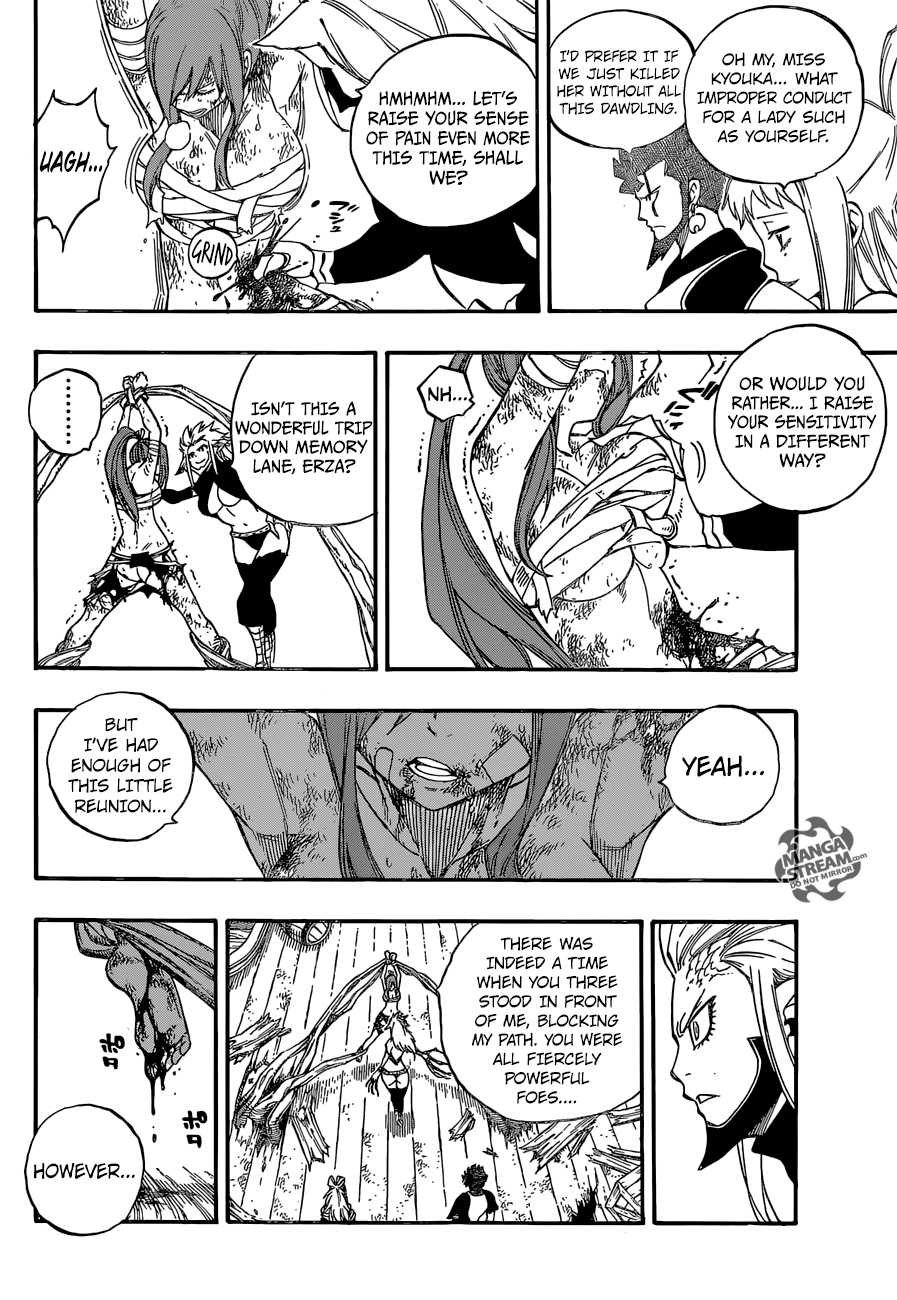 OH MY, MISS
KYOUKA... WHAT
IMPROPER CONDUCT
FOR A LADY SUCH
AS YOURSELF.
I'D PREFER IT IF
WE JUST KILLED
HER WITHOUT ALL
THIS DAWDLING.
HMHMHM... LET'S
RAISE YOUR SENSE
OF PAIN EVEN MORE
THIS TIME, SHALL
WE?
UAGH...
GRIND
OR WOULD YOU
RATHER... I RAISE
YOUR SENSITIVITY
IN A DIFFERENT
WAY?
NH...
ISN'T THIS A
WONDERFUL TRIP
DOWN MEMORY
LANE, ERZA?
........
YEAH...
BUT
I'VE HAD
ENOUGH OF
THIS LITTLE
REUNION...
MANGA
STREAM.com
DO NOT MIRROR
THERE WAS
INDEED A TIME
WHEN YOU THREE
STOOD IN FRONT
OF ME, BLOCKING
MY PATH. YOU WERE
ALL FIERCELY
POWERFUL
FOES....
HOWEVER...